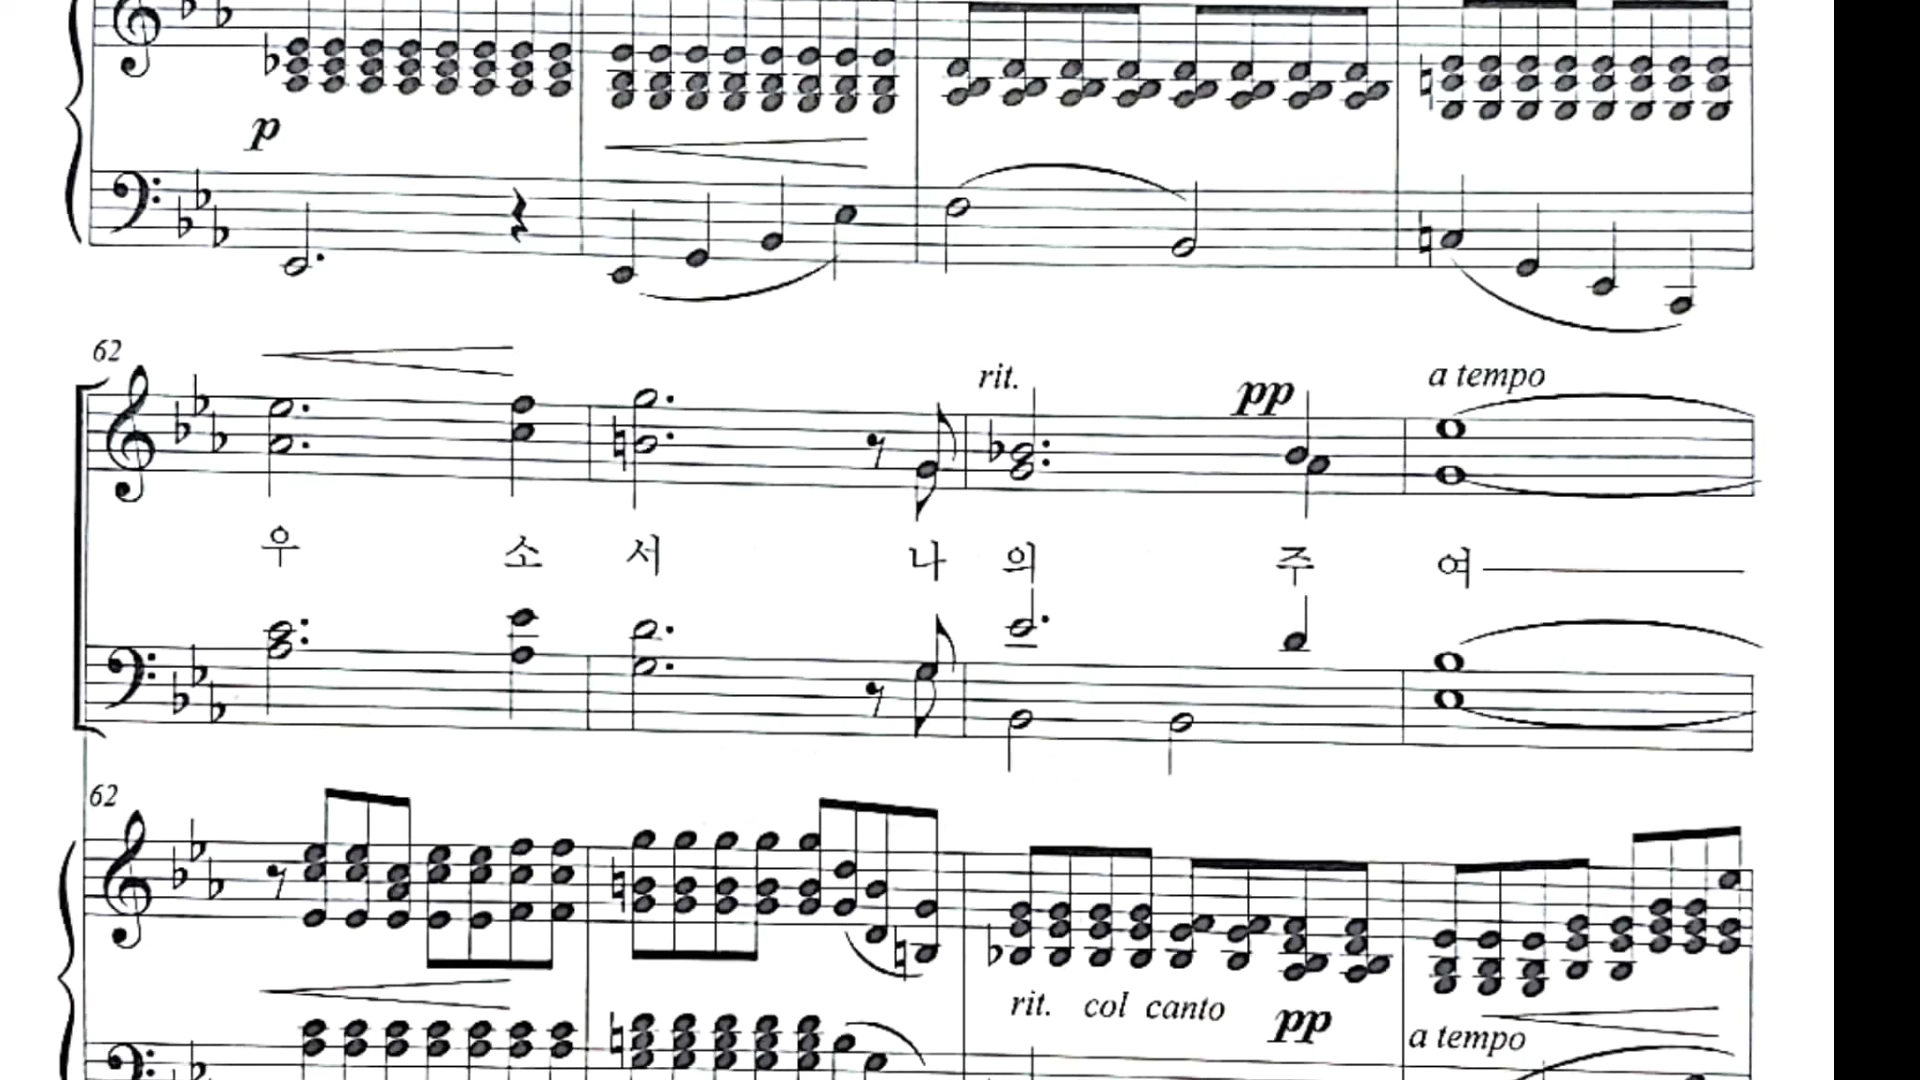 p
62
rit. pp a tempo
우 소 서 나 의 주 여
62
rit. col canto pp a tempo